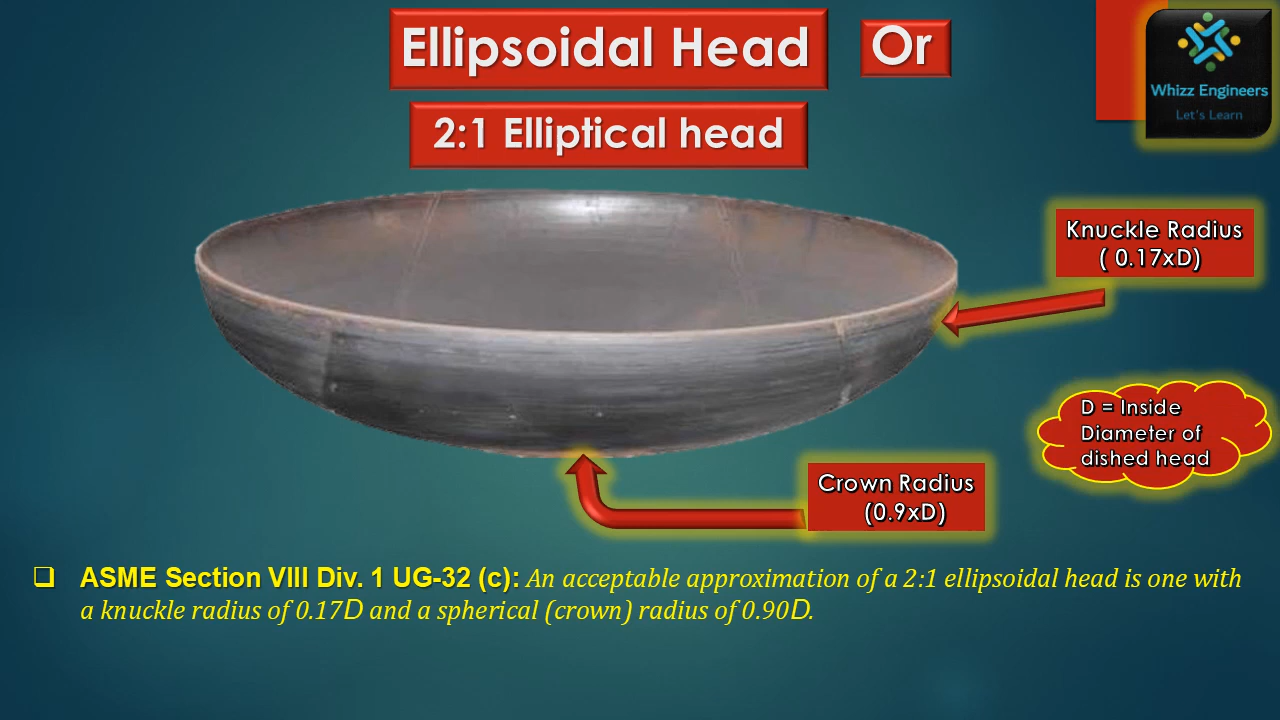 Ellipsoidal Head Or
2:1 Elliptical head
Whizz Engineers
Let's Learn
Knuckle Radius
( 0.17xD)
D = Inside
Diameter of
dished head
Crown Radius
(0.9xD)
❑ ASME Section VIII Div. 1 UG-32 (c): An acceptable approximation of a 2:1 ellipsoidal head is one with
a knuckle radius of 0.17D and a spherical (crown) radius of 0.90D.